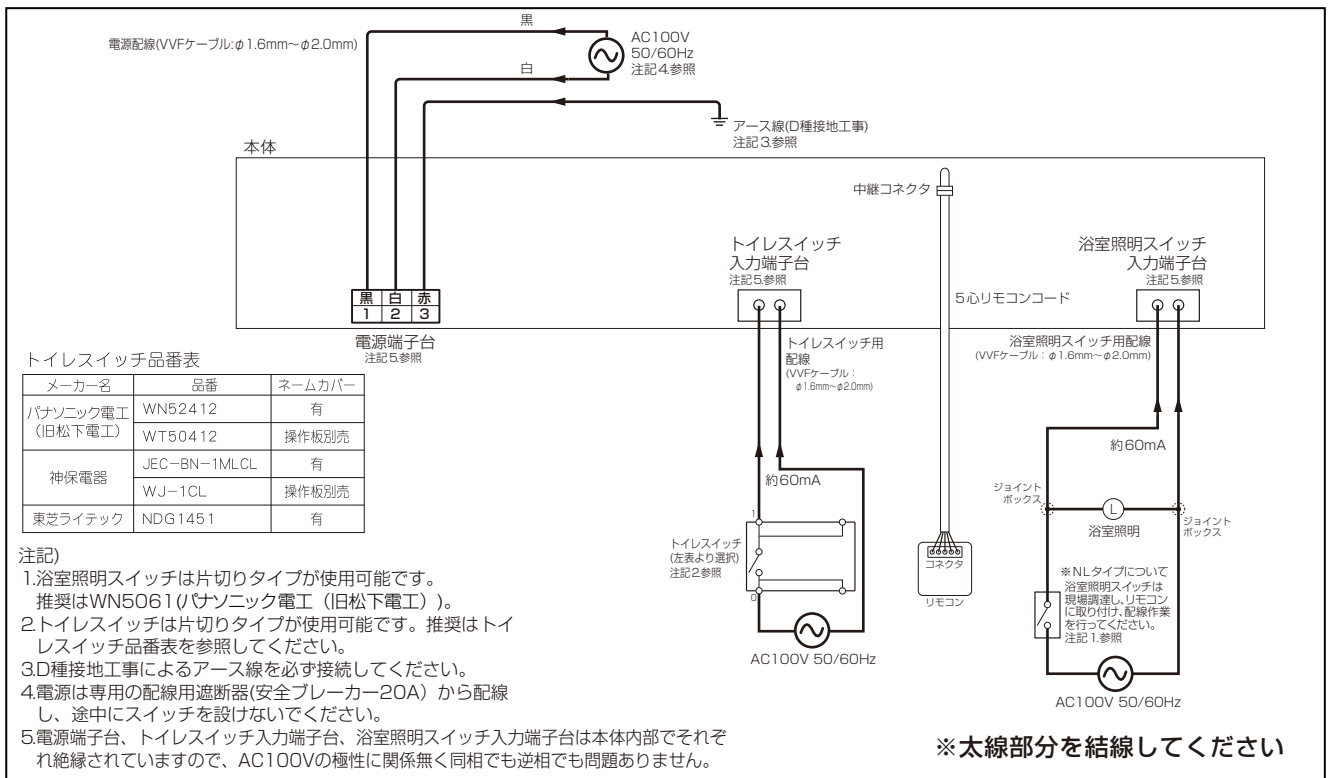 黒
電源配線(VVFケーブル:φ1.6mm~φ2.0mm)
AC100V
50/60Hz
注記4.参照
白
アース線(D種接地工事)
注記3.参照
本体
中継コネクタ
トイレスイッチ
入力端子台
注記5.参照
浴室照明スイッチ
入力端子台
注記5.参照
5心リモコンコード
黒 白 赤
1 2 3
電源端子台
注記5.参照
トイレスイッチ用
配線
(VVFケーブル:
φ1.6mm~φ2.0mm)
浴室照明スイッチ用配線
(VVFケーブル:φ1.6mm~φ2.0mm)
トイレスイッチ品番表
メーカー名 品番 ネームカバー
パナソニック電工
(旧松下電工)
WN52412 有
WT50412 操作板別売
神保電器
JEC-BN-1MLCL 有
WJ-1CL 操作板別売
東芝ライテック NDG1451 有
約60mA
約60mA
1
トイレスイッチ
(左表より選択)
注記2.参照
0
AC100V 50/60Hz
コネクタ
リモコン
ジョイント
ボックス
L
浴室照明
ジョイント
ボックス
※NLタイプについて
浴室照明スイッチは
現場調達し、リモコン
に取り付け、配線作業
を行ってください。
注記1.参照
AC100V 50/60Hz
注記)
1.浴室照明スイッチは片切りタイプが使用可能です。
推奨はWN5061(パナソニック電工(旧松下電工))。
2.トイレスイッチは片切りタイプが使用可能です。推奨はトイ
レスイッチ品番表を参照してください。
3.D種接地工事によるアース線を必ず接続してください。
4.電源は専用の配線用遮断器(安全ブレーカー20A)から配線
し、途中にスイッチを設けないでください。
5.電源端子台、トイレスイッチ入力端子台、浴室照明スイッチ入力端子台は本体内部でそれぞ
れ絶縁されていますので、AC100Vの極性に関係無く同相でも逆相でも問題ありません。
※太線部分を結線してください